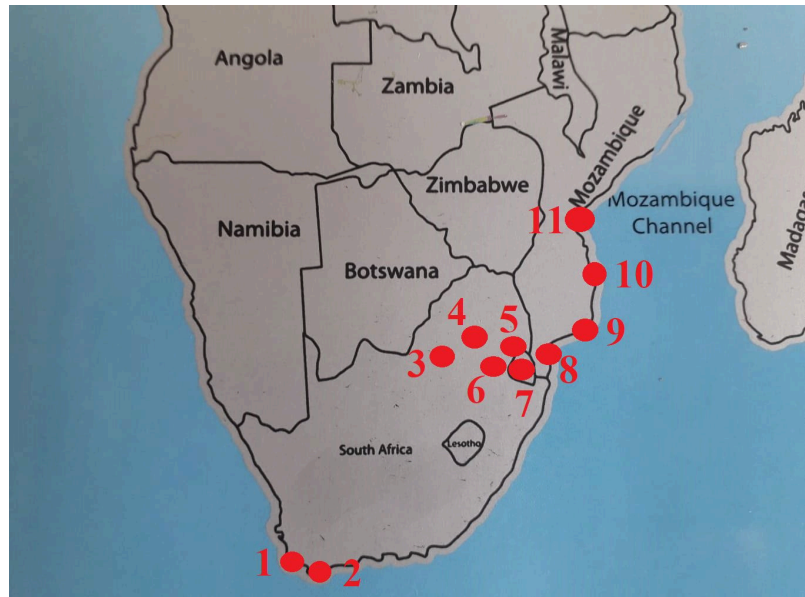 Angola
Zambia
Malawi
Mozambique
Zimbabwe
Mozambique
Channel
Namibia
11
Botswana
10
4
5
9
3
6
7
8
South Africa
Lesotho
1
2